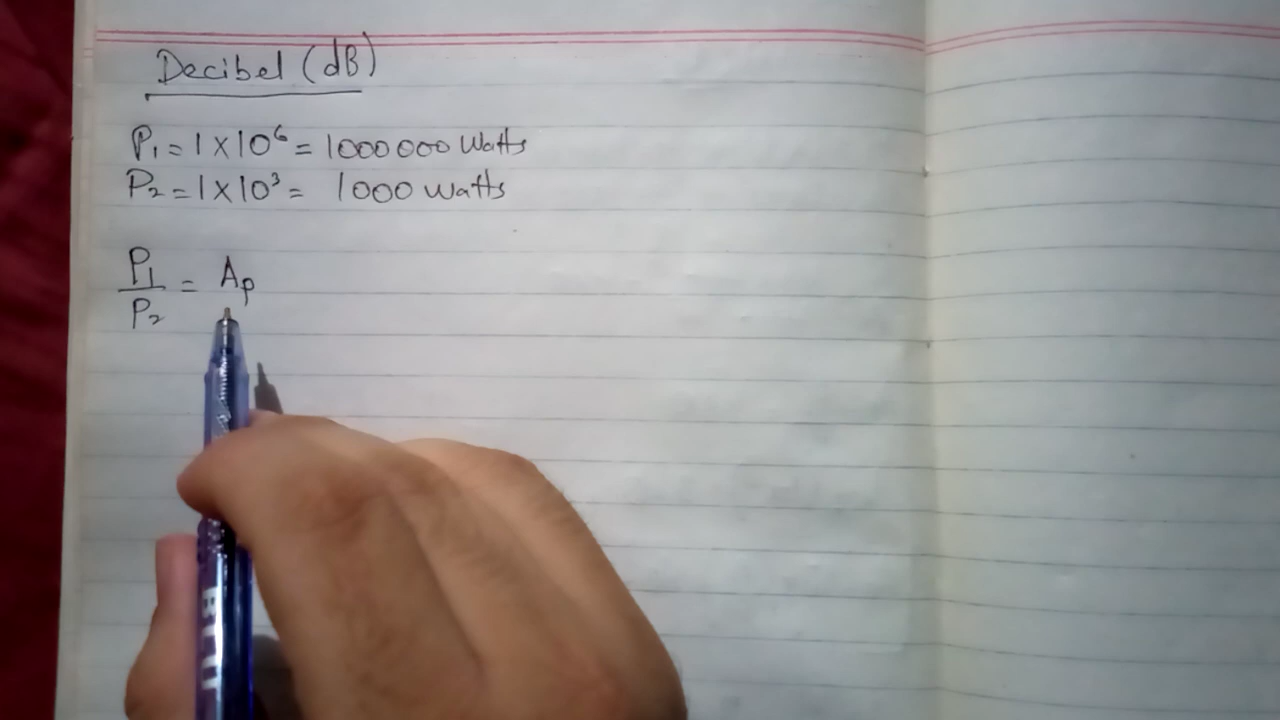 Decibel (dB)
P₁ = 1 X 10⁶ = 1000000 Watts
P₂ = 1 X 10³ = 1000 watts
P₁/P₂ = Aₚ